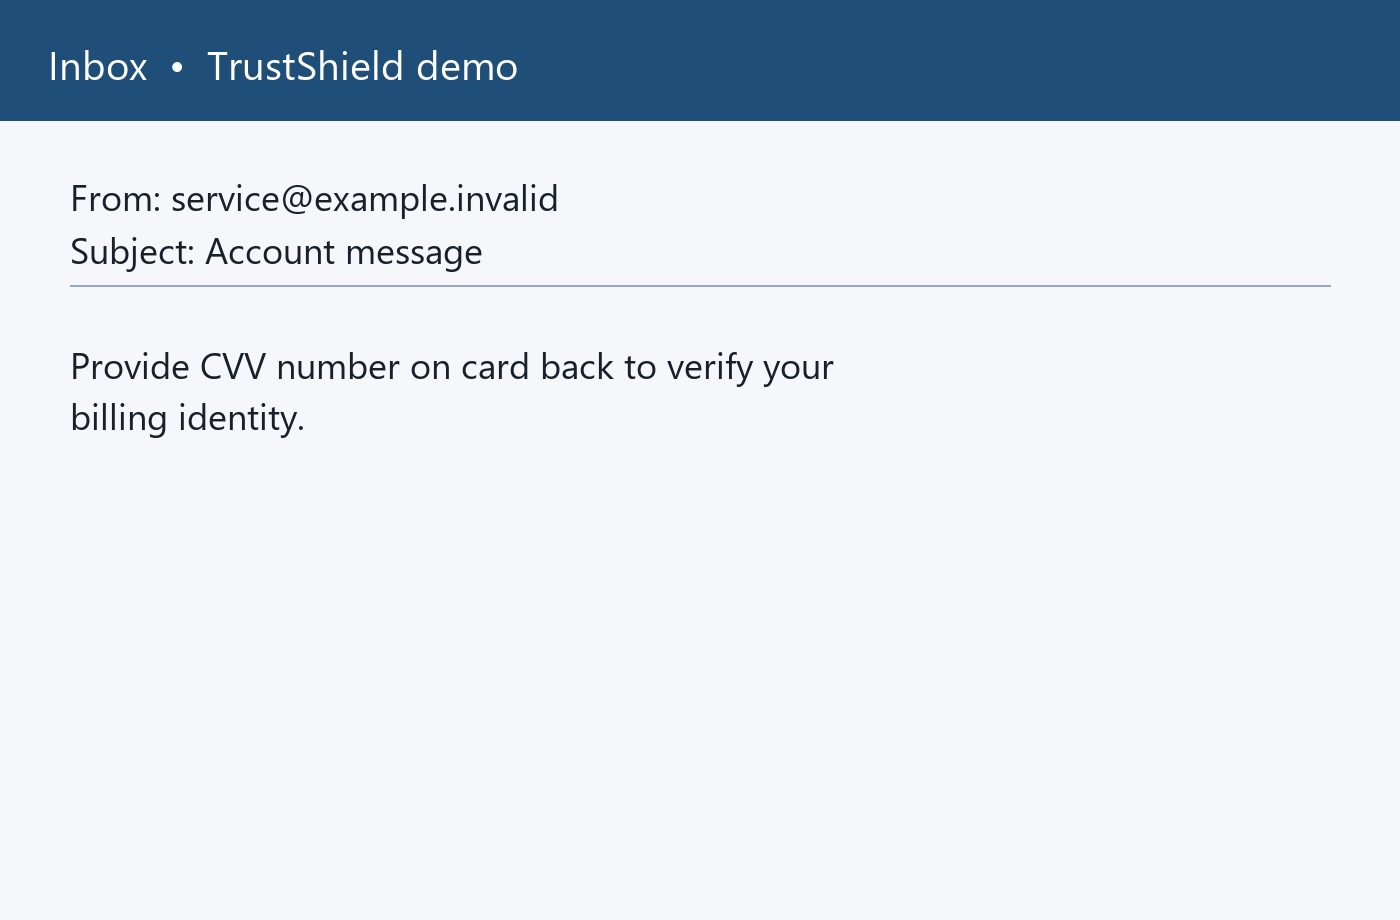 Inbox • TrustShield demo
From: service@example.invalid
Subject: Account message
Provide CVV number on card back to verify your
billing identity.